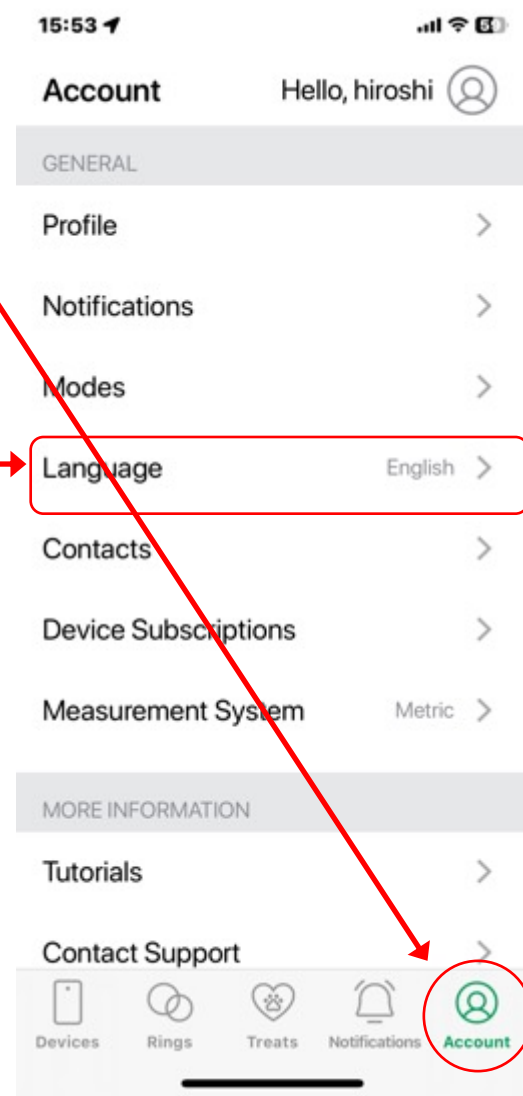 15:53
Account Hello, hiroshi
GENERAL
Profile
Notifications
Modes
Language English
Contacts
Device Subscriptions
Measurement System Metric
MORE INFORMATION
Tutorials
Contact Support
Devices Rings Treats Notifications Account